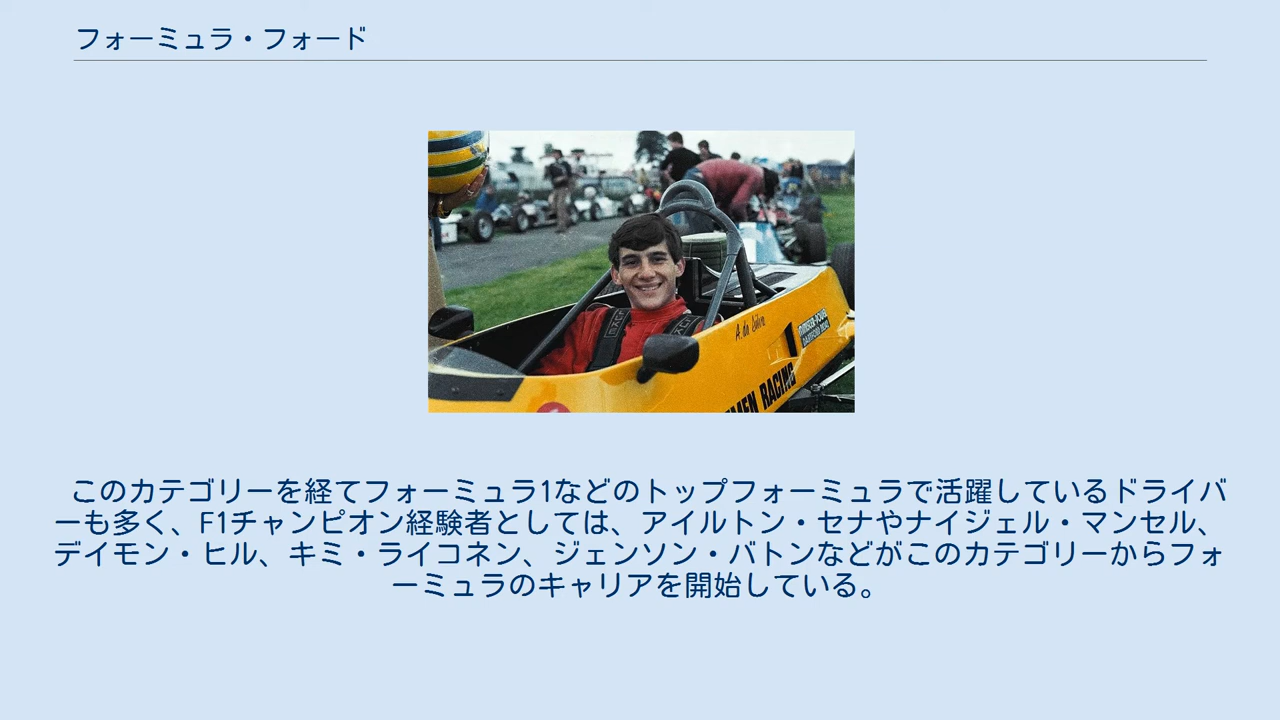 フォーミュラ・フォード
A. da Silva
RACING
このカテゴリーを経てフォーミュラ1などのトップフォーミュラで活躍しているドライバ
ーも多く、F1チャンピオン経験者としては、アイルトン・セナやナイジェル・マンセル、
デイモン・ヒル、キミ・ライコネン、ジェンソン・バトンなどがこのカテゴリーからフォ
ーミュラのキャリアを開始している。